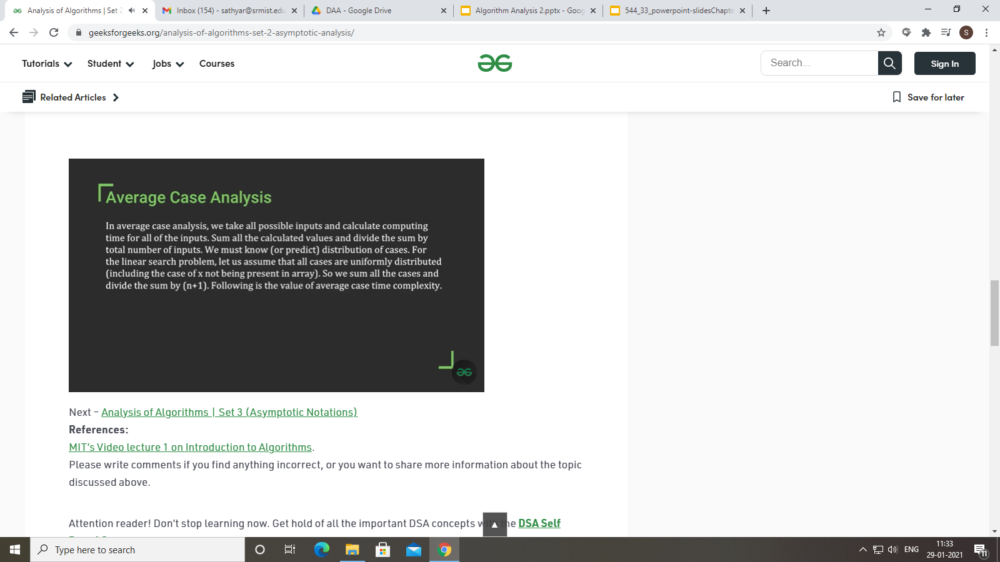 Analysis of Algorithms | Set 2
Inbox (154) - sathyar@srmist.edu
DAA - Google Drive
Algorithm Analysis 2.pptx - Goog
544_33_powerpoint-slidesChapte
geeksforgeeks.org/analysis-of-algorithms-set-2-asymptotic-analysis/
S
Tutorials
Student
Jobs
Courses
Search...
Sign In
Related Articles
Save for later
Average Case Analysis
In average case analysis, we take all possible inputs and calculate computing
time for all of the inputs. Sum all the calculated values and divide the sum by
total number of inputs. We must know (or predict) distribution of cases. For
the linear search problem, let us assume that all cases are uniformly distributed
(including the case of x not being present in array). So we sum all the cases and
divide the sum by (n+1). Following is the value of average case time complexity.
Next – Analysis of Algorithms | Set 3 (Asymptotic Notations)
References:
MIT's Video lecture 1 on Introduction to Algorithms.
Please write comments if you find anything incorrect, or you want to share more information about the topic
discussed above.
Attention reader! Don't stop learning now. Get hold of all the important DSA concepts the DSA Self
Type here to search
ENG
11:33
29-01-2021
11